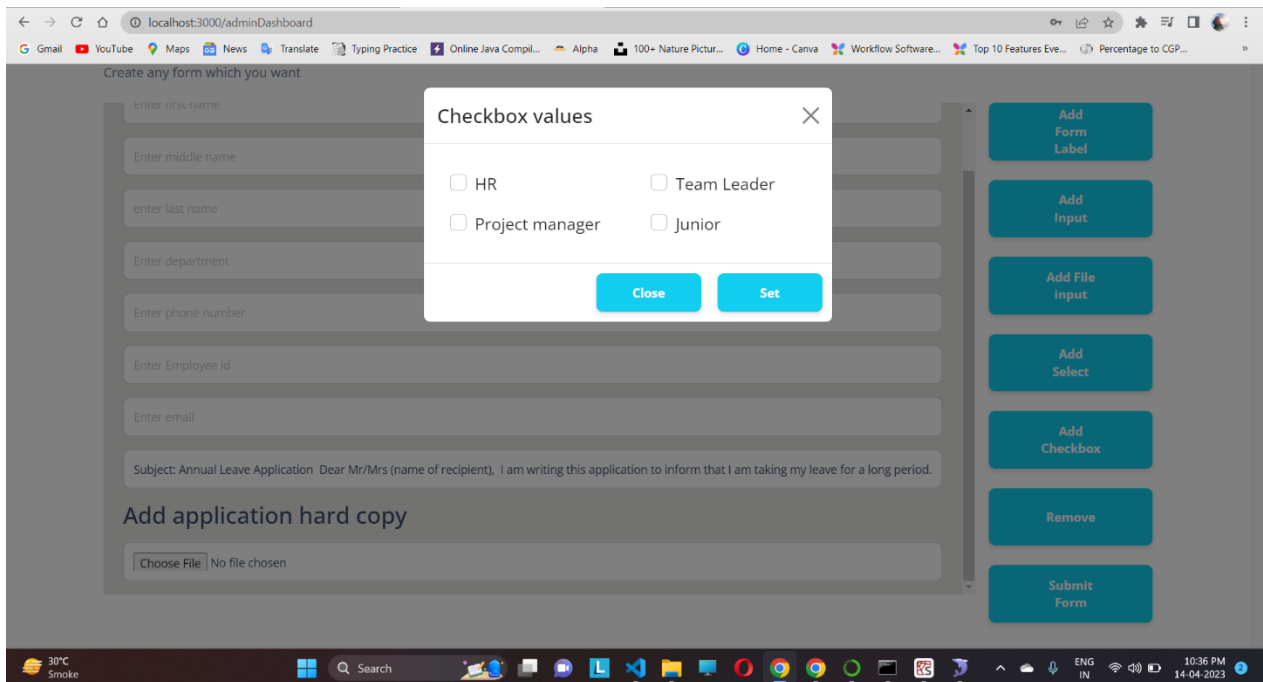 localhost:3000/adminDashboard
Gmail YouTube Maps News Translate Typing Practice Online Java Compil... Alpha 100+ Nature Pictur... Home - Canva Workflow Software... Top 10 Features Eve... Percentage to CGP... »
Create any form which you want
Enter first name
Enter middle name
enter last name
Enter department
Enter phone number
Enter Employee id
Enter email
Subject: Annual Leave Application Dear Mr/Mrs (name of recipient), I am writing this application to inform that I am taking my leave for a long period.
Add application hard copy
Choose File No file chosen
Checkbox values
HR Team Leader
Project manager Junior
Close Set
Add
Form
Label
Add
Input
Add File
input
Add
Select
Add
Checkbox
Remove
Submit
Form
30°C
Smoke
Search
ENG
IN
10:36 PM
14-04-2023
2